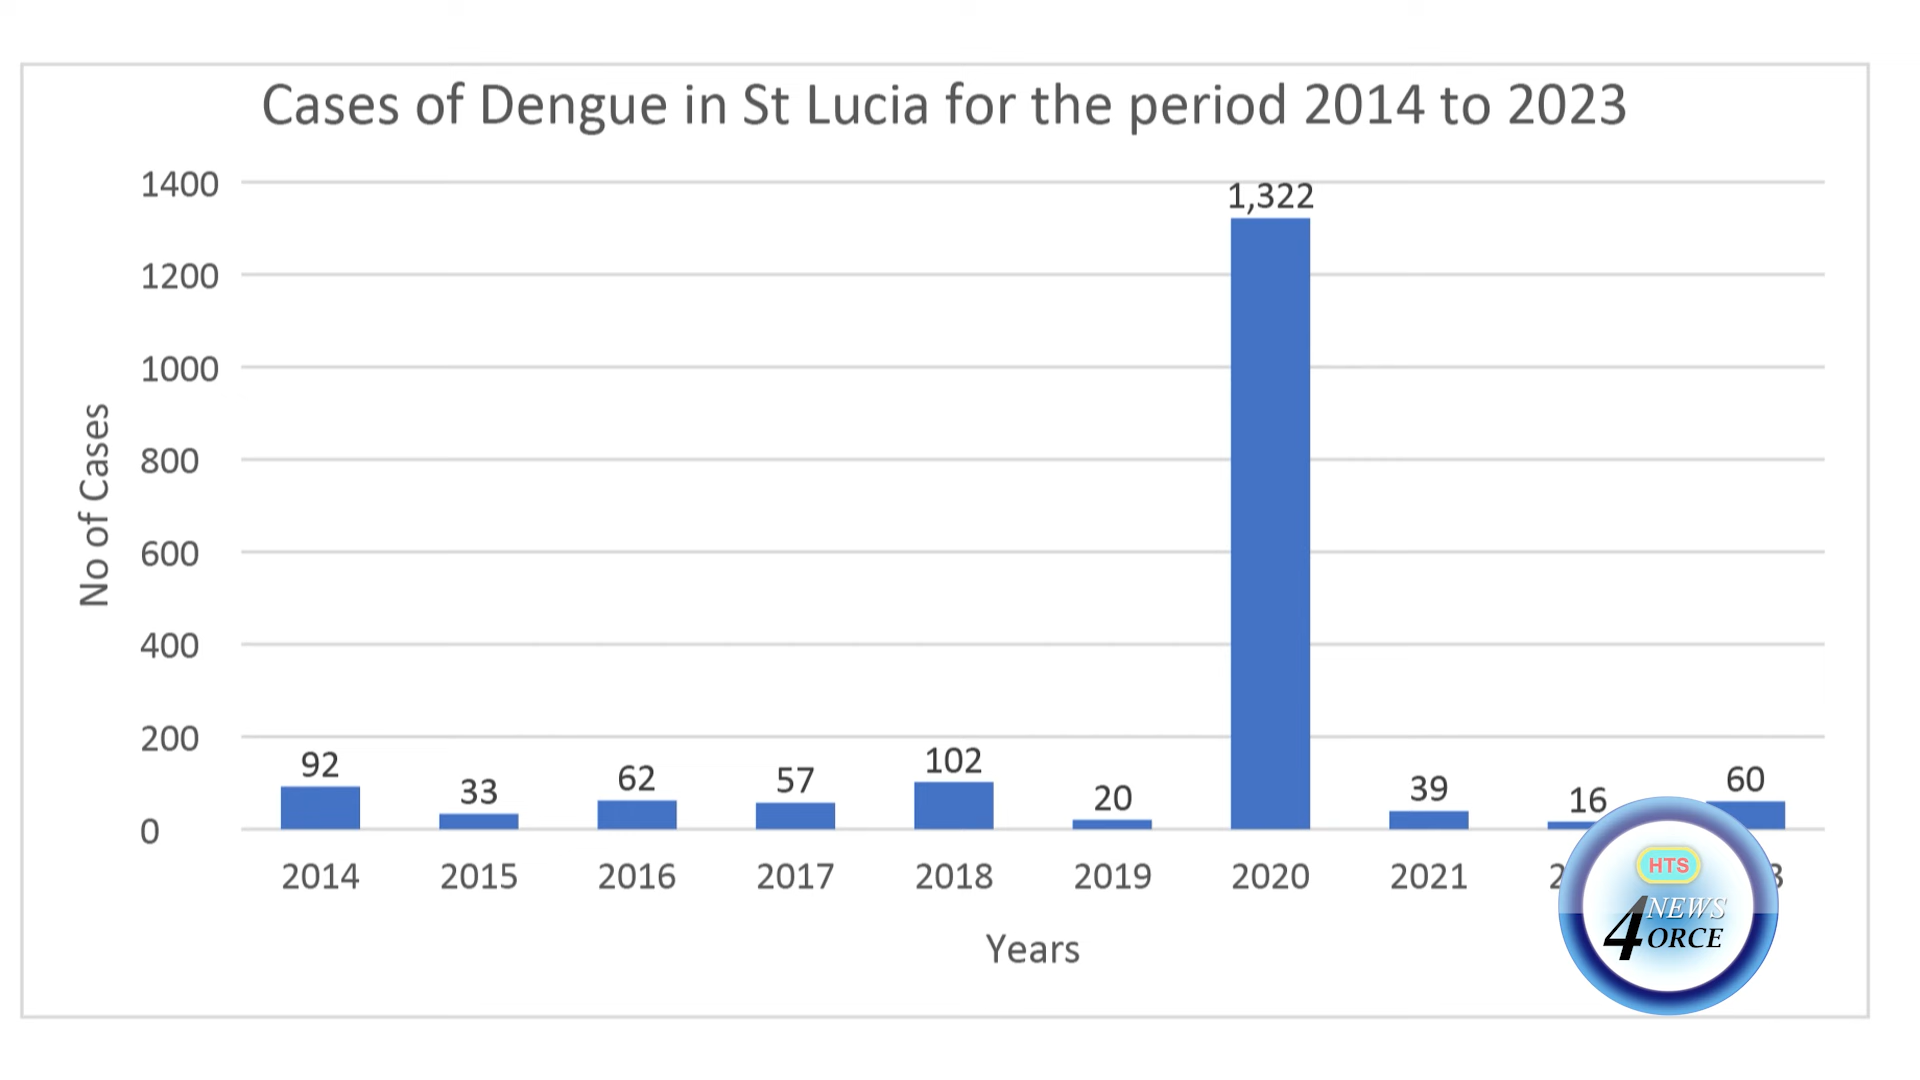 Cases of Dengue in St Lucia for the period 2014 to 2023
1400
1200
1000
800
600
400
200
0
No of Cases
92
33
62
57
102
20
1,322
39
16
60
2014 2015 2016 2017 2018 2019 2020 2021
Years
HTS
NEWS
4ORCE